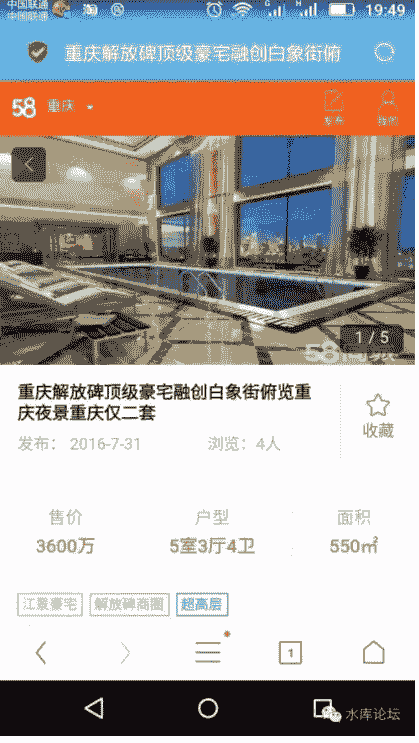 中国联通
中国联通
19:49
重庆解放碑顶级豪宅融创白象街俯
58 重庆
发布
1 / 5
重庆解放碑顶级豪宅融创白象街俯览重
庆夜景重庆仅二套
收藏
发布： 2016-7-31 浏览：4人
售价 户型 面积
3600万 5室3厅4卫 550㎡
江景豪宅 解放碑商圈 超高层
1
水库论坛